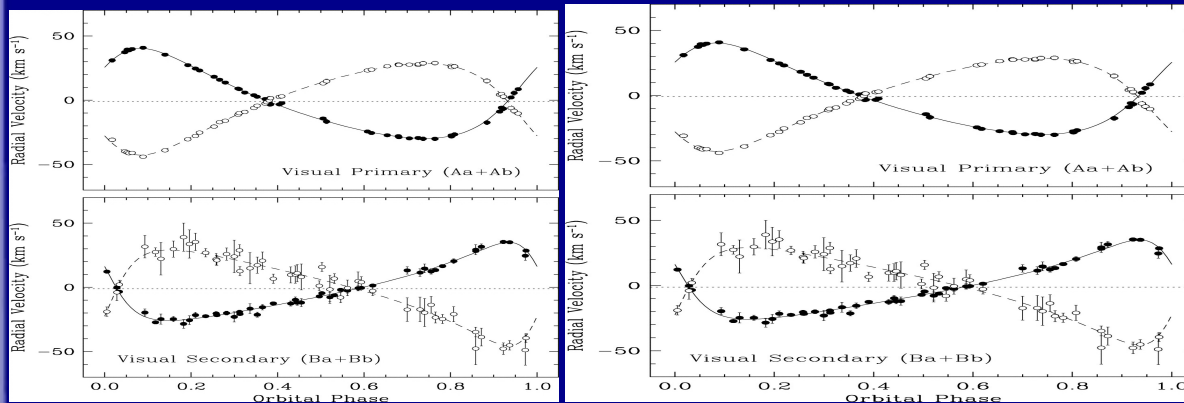 50
0
−50
Radial Velocity (km s⁻¹)
Visual Primary (Aa+Ab)
50
0
−50
Radial Velocity (km s⁻¹)
Visual Secondary (Ba+Bb)
0.0 0.2 0.4 0.6 0.8 1.0
Orbital Phase
50
0
−50
Radial Velocity (km s⁻¹)
Visual Primary (Aa+Ab)
50
0
−50
Radial Velocity (km s⁻¹)
Visual Secondary (Ba+Bb)
0.0 0.2 0.4 0.6 0.8 1.0
Orbital Phase